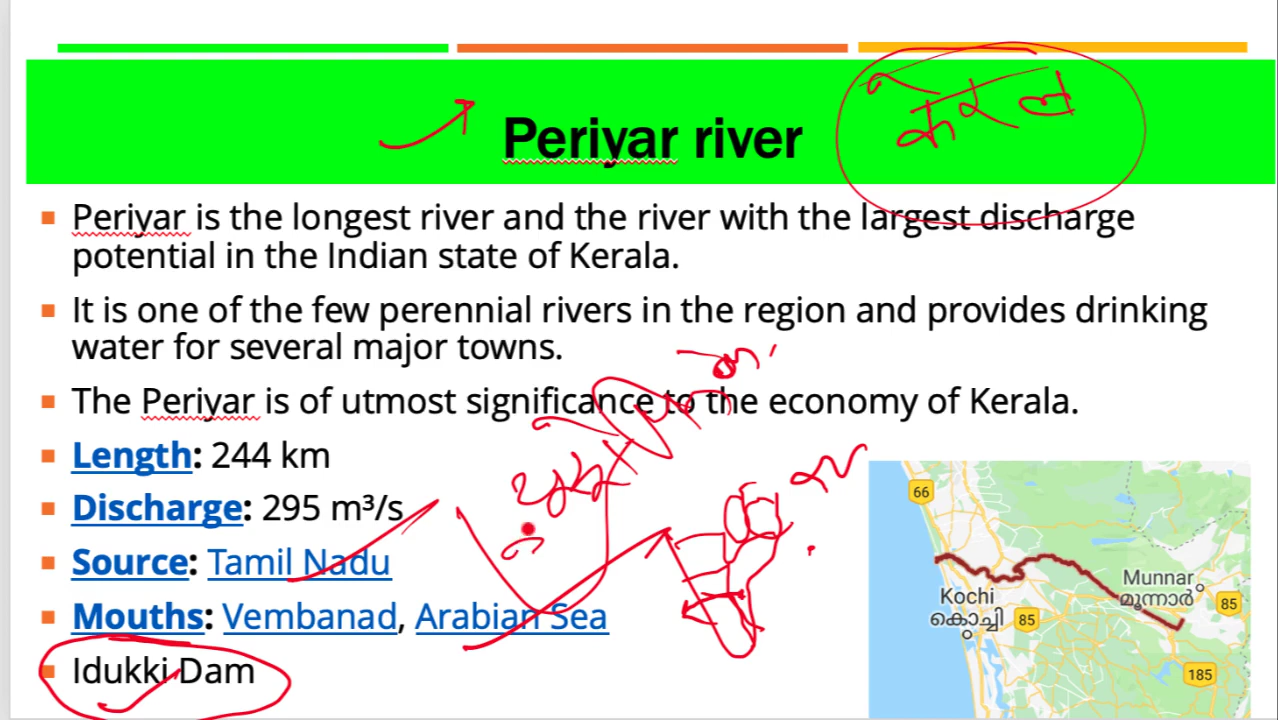 Periyar river
Periyar is the longest river and the river with the largest discharge
potential in the Indian state of Kerala.
It is one of the few perennial rivers in the region and provides drinking
water for several major towns.
The Periyar is of utmost significance to the economy of Kerala.
Length: 244 km
Discharge: 295 m³/s
Source: Tamil Nadu
Mouths: Vembanad, Arabian Sea
Idukki Dam
66
Munnar
മൂന്നാർ
85
Kochi
കൊച്ചി
85
185